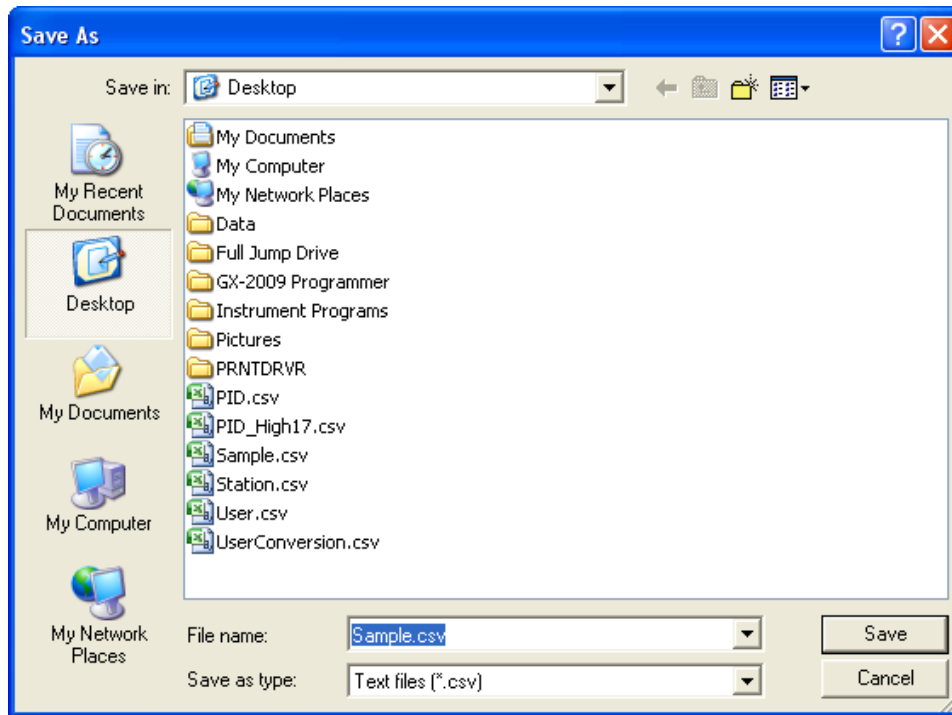 Save As
Save in:
Desktop
My Recent
Documents
Desktop
My Documents
My Computer
My Network
Places
My Documents
My Computer
My Network Places
Data
Full Jump Drive
GX-2009 Programmer
Instrument Programs
Pictures
PRNTDRVR
PID.csv
PID_High17.csv
Sample.csv
Station.csv
User.csv
UserConversion.csv
File name:
Sample.csv
Save
Save as type:
Text files (*.csv)
Cancel